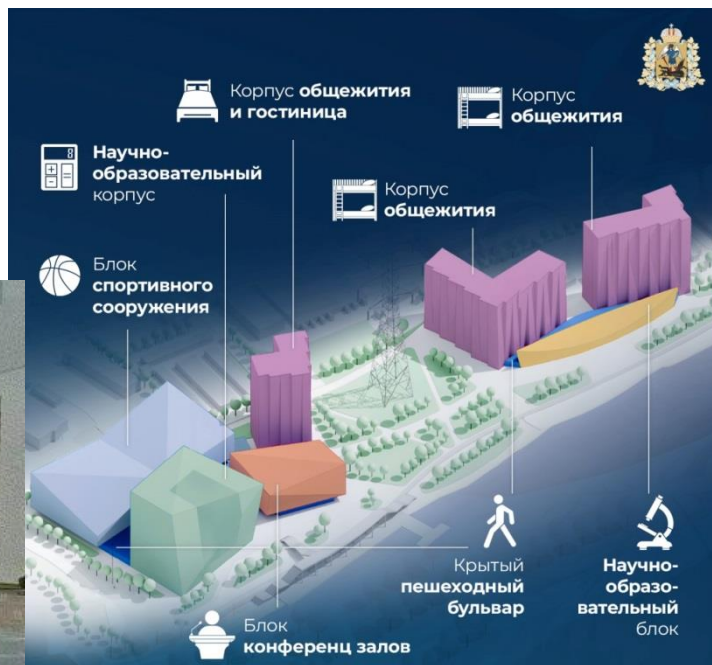 Корпус общежития
и гостиница
Корпус
общежития
Научно-
образовательный
корпус
8
Корпус
общежития
Блок
спортивного
сооружения
Крытый
пешеходный
бульвар
Научно-
образо-
вательный
блок
Блок
конференц залов